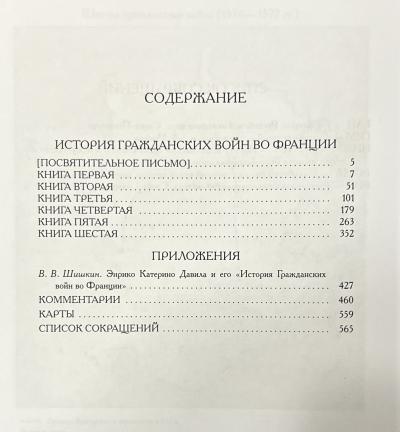 СОДЕРЖАНИЕ
ИСТОРИЯ ГРАЖДАНСКИХ ВОЙН ВО ФРАНЦИИ
[ПОСВЯТИТЕЛЬНОЕ ПИСЬМО] 5
КНИГА ПЕРВАЯ 7
КНИГА ВТОРАЯ 51
КНИГА ТРЕТЬЯ 101
КНИГА ЧЕТВЕРТАЯ 179
КНИГА ПЯТАЯ 263
КНИГА ШЕСТАЯ 352
ПРИЛОЖЕНИЯ
В. В. Шишкин. Энрико Катерино Давила и его «История Гражданских
войн во Франции» 427
КОММЕНТАРИИ 460
КАРТЫ 559
СПИСОК СОКРАЩЕНИЙ 565